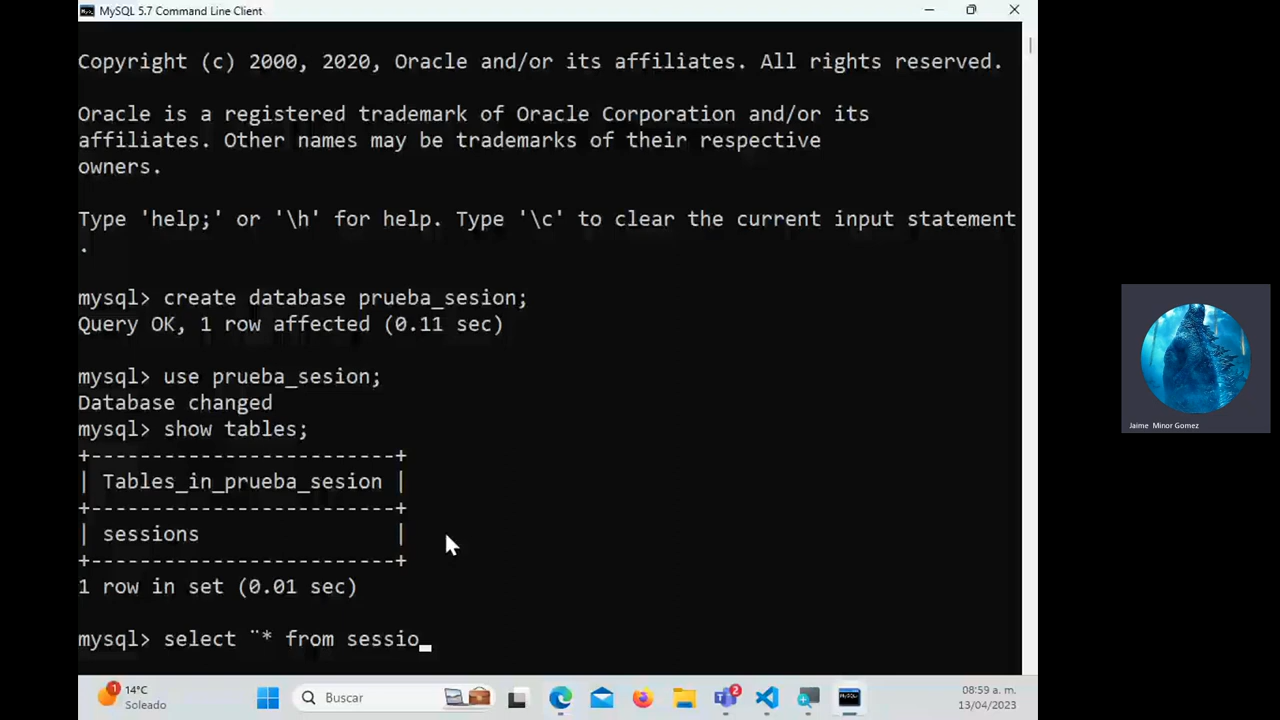 MySQL 5.7 Command Line Client
Copyright (c) 2000, 2020, Oracle and/or its affiliates. All rights reserved.
Oracle is a registered trademark of Oracle Corporation and/or its
affiliates. Other names may be trademarks of their respective
owners.
Type 'help;' or '\h' for help. Type '\c' to clear the current input statement
.
mysql> create database prueba_sesion;
Query OK, 1 row affected (0.11 sec)
mysql> use prueba_sesion;
Database changed
mysql> show tables;
+-------------------------+
| Tables_in_prueba_sesion |
+-------------------------+
| sessions                |
+-------------------------+
1 row in set (0.01 sec)
mysql> select ¨* from sessio_
Jaime Minor Gomez
1
14°C
Soleado
Buscar
2
MySQL
08:59 a. m.
13/04/2023